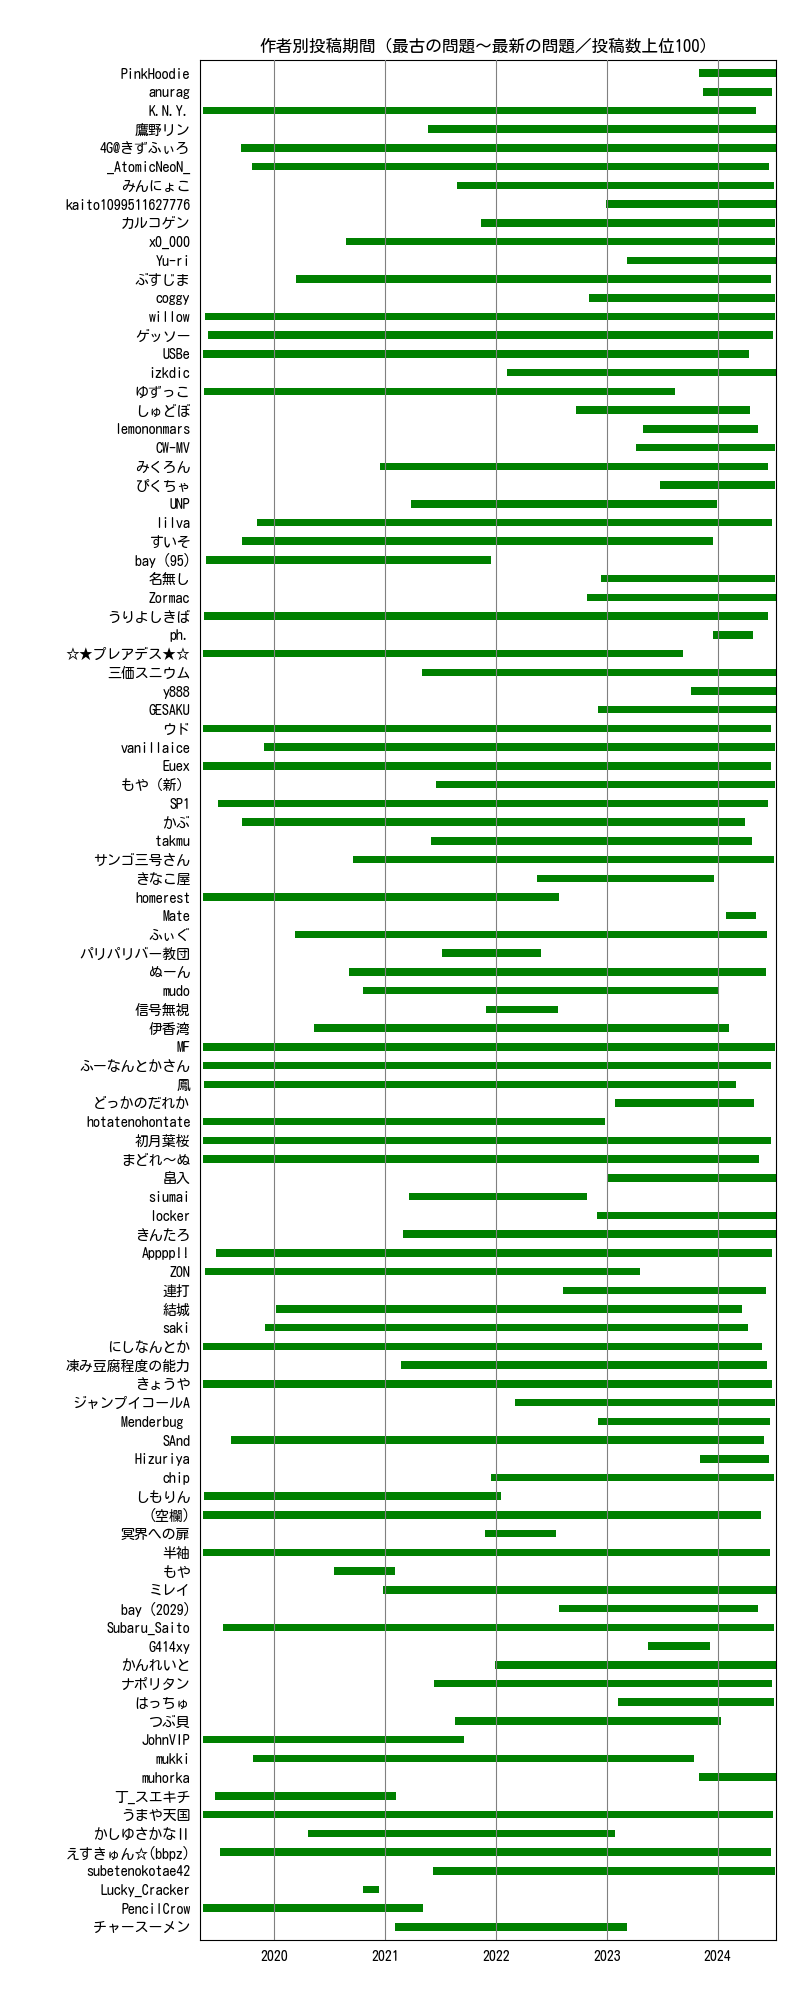 作者別投稿期間（最古の問題～最新の問題／投稿数上位100）
PinkHoodie
anurag
K.N.Y.
鷹野リン
4G@きずふぃろ
_AtomicNeoN_
みんにょこ
kaito1099511627776
カルコゲン
x0_000
Yu-ri
ぶすじま
coggy
willow
ゲッソー
USBe
izkdic
ゆずっこ
しゅどぼ
lemononmars
CW-MV
みくろん
ぴくちゃ
UNP
lilva
すいそ
bay (95)
名無し
Zormac
うりよしきば
ph.
☆★プレアデス★☆
三価スニウム
y888
GESAKU
ウド
vanillaice
Euex
もや（新）
SP1
かぶ
takmu
サンゴ三号さん
きなこ屋
homerest
Mate
ふぃぐ
パリパリバー教団
ぬーん
mudo
信号無視
伊香湾
MF
ふーなんとかさん
鳳
どっかのだれか
hotatenohontate
初月葉桜
まどれ～ぬ
畠入
siumai
locker
きんたろ
Appppll
ZON
連打
結城
saki
にしなんとか
凍み豆腐程度の能力
きょうや
ジャンプイコールA
Menderbug
SAnd
Hizuriya
chip
しもりん
(空欄)
冥界への扉
半袖
もや
ミレイ
bay (2029)
Subaru_Saito
G414xy
かんれいと
ナポリタン
はっちゅ
つぶ貝
JohnVIP
mukki
muhorka
丁_スエキチ
うまや天国
かしゆさかなII
えすきゅん☆(bbpz)
subetenokotae42
Lucky_Cracker
PencilCrow
チャースーメン
2020 2021 2022 2023 2024